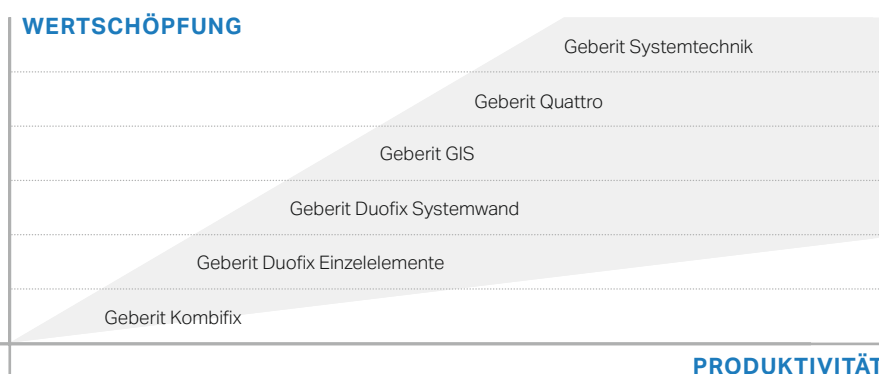 WERTSCHÖPFUNG
Geberit Systemtechnik
Geberit Quattro
Geberit GIS
Geberit Duofix Systemwand
Geberit Duofix Einzelelemente
Geberit Kombifix
PRODUKTIVITÄT